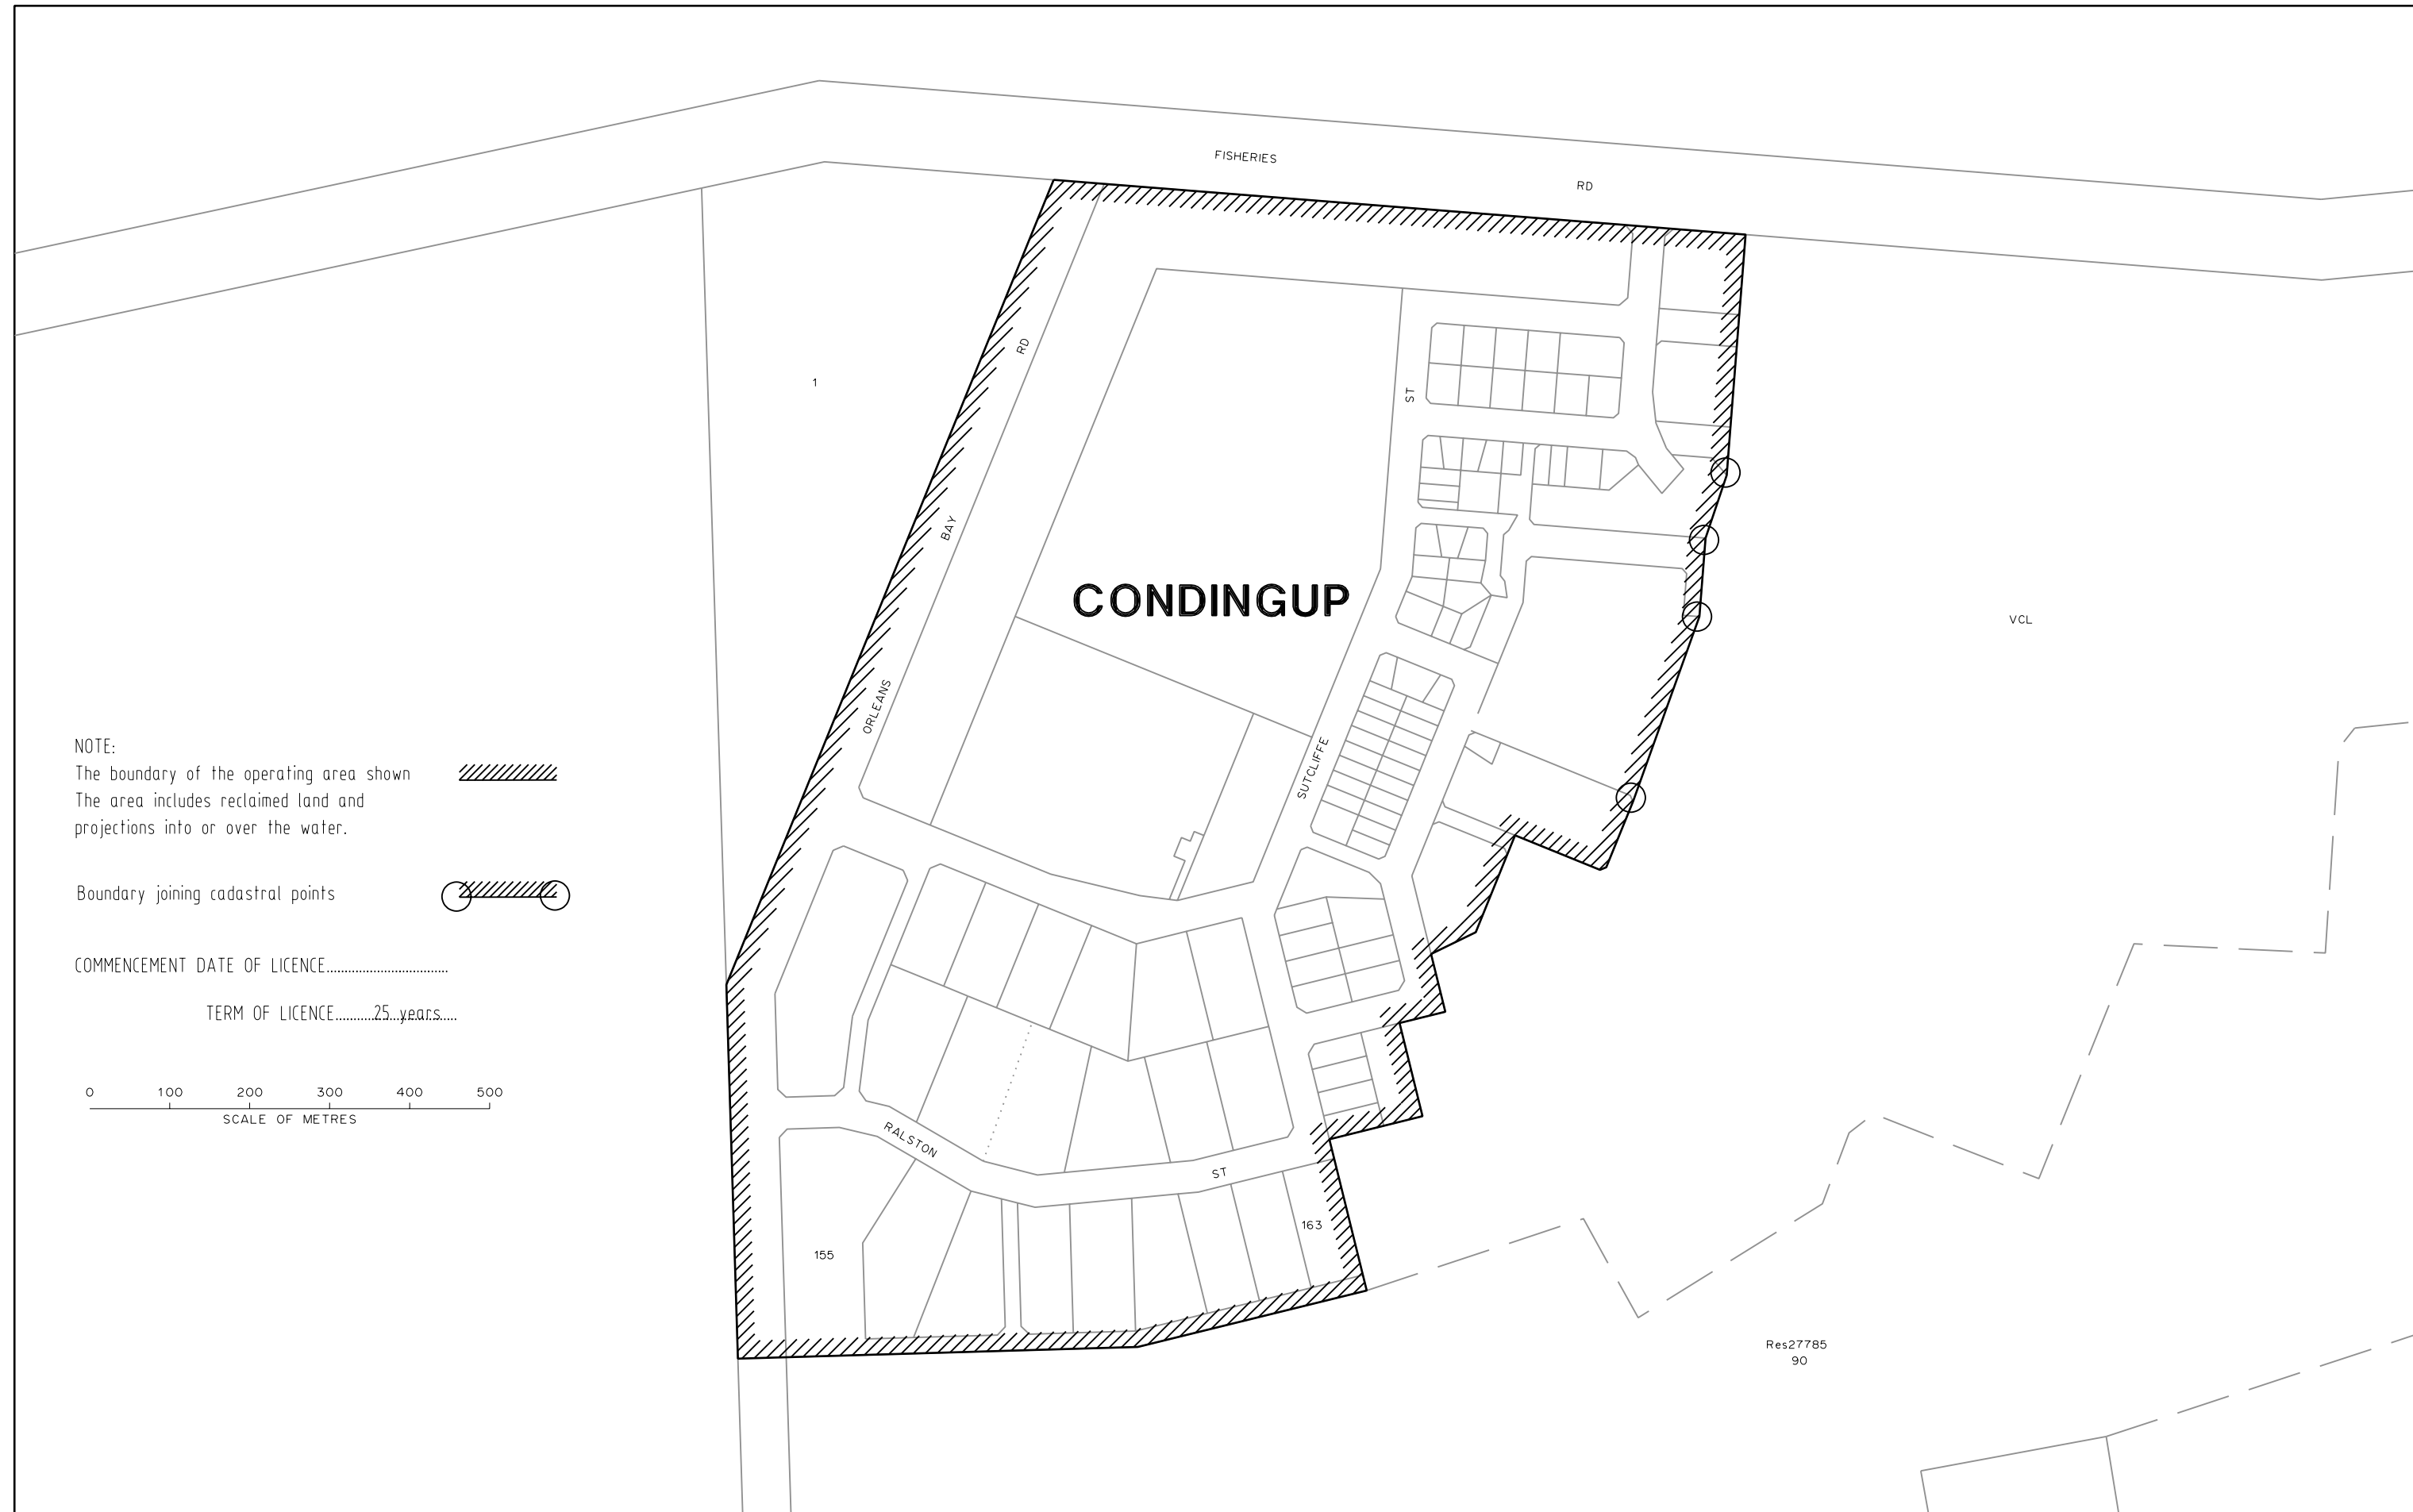 FISHERIES
RD
RD
1
ST
BAY
CONDINGUP
VCL
ORLEANS
SUTCLIFFE
NOTE:
The boundary of the operating area shown
The area includes reclaimed land and
projections into or over the water.
Boundary joining cadastral points
COMMENCEMENT DATE OF LICENCE..................................
TERM OF LICENCE...........25 years.....
0 100 200 300 400 500
SCALE OF METRES
RALSTON
ST
163
155
Res27785
90